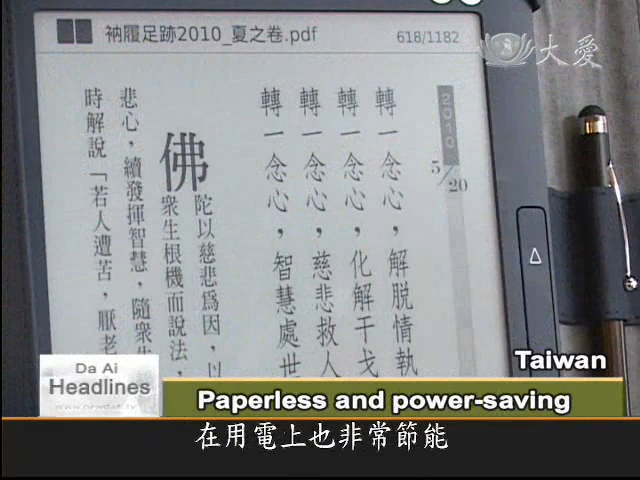 衲履足跡2010_夏之卷.pdf
618/1182
大愛
2010
5/20
轉一念心，解脫情執
轉一念心，化解干戈
轉一念心，慈悲救人
轉一念心，智慧處世
佛
陀以慈悲爲因，以
衆生根機而說法，
悲心，續發揮智慧，隨衆生
時解說「若人遭苦，厭老
Taiwan
Da Ai
Headlines
Paperless and power-saving
在用電上也非常節能